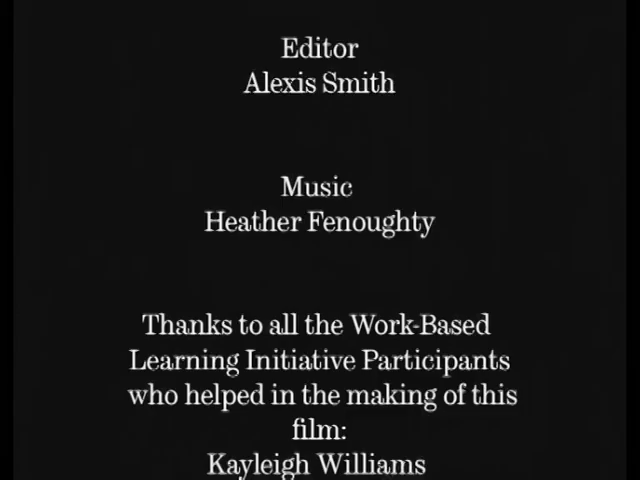 Editor
Alexis Smith
Music
Heather Fenoughty
Thanks to all the Work-Based
Learning Initiative Participants
who helped in the making of this
film:
Kayleigh Williams